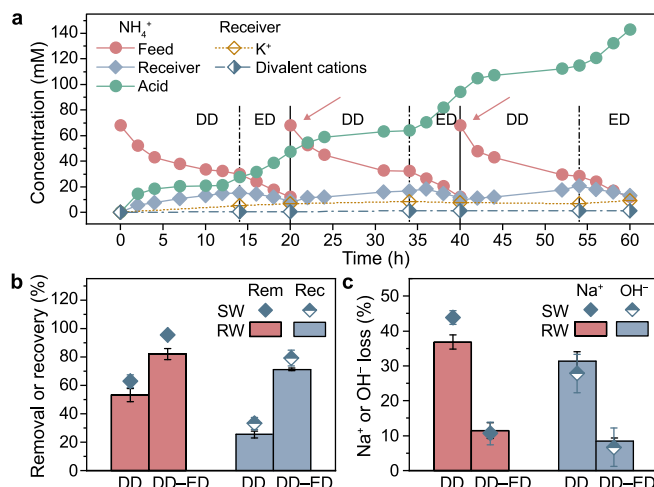 a
NH₄⁺
Receiver
Feed
K⁺
Receiver
Divalent cations
Acid
DD
ED
DD
ED
DD
ED
Concentration (mM)
140
120
100
80
60
40
20
0
0 5 10 15 20 25 30 35 40 45 50 55 60
Time (h)
b
Removal or recovery (%)
120
100
80
60
40
20
0
Rem Rec
SW
RW
DD DD–ED DD DD–ED
c
Na⁺ or OH⁻ loss (%)
50
40
30
20
10
0
Na⁺ OH⁻
SW
RW
DD DD–ED DD DD–ED